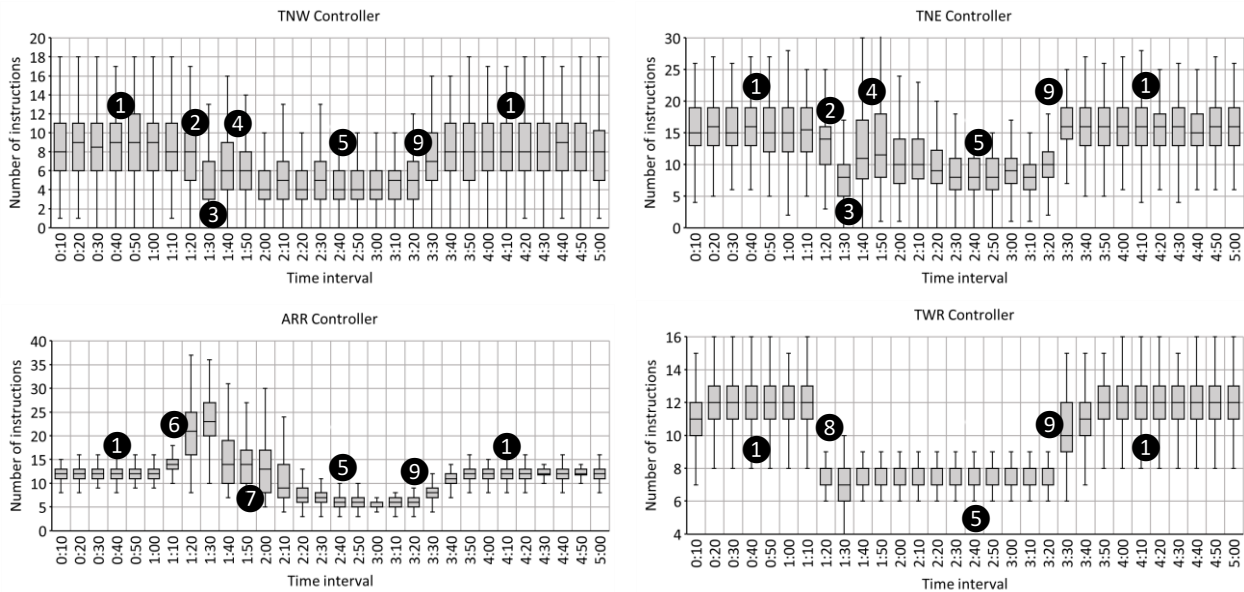 TNW Controller
Number of instructions
20
18
16
14
12
10
8
6
4
2
0
1 1
2 4 5 9
3
0:10 0:20 0:30 0:40 0:50 1:00 1:10 1:20 1:30 1:40 1:50 2:00 2:10 2:20 2:30 2:40 2:50 3:00 3:10 3:20 3:30 3:40 3:50 4:00 4:10 4:20 4:30 4:40 4:50 5:00
Time interval
TNE Controller
Number of instructions
30
25
20
15
10
5
0
1 4 9 1
2
5
3
0:10 0:20 0:30 0:40 0:50 1:00 1:10 1:20 1:30 1:40 1:50 2:00 2:10 2:20 2:30 2:40 2:50 3:00 3:10 3:20 3:30 3:40 3:50 4:00 4:10 4:20 4:30 4:40 4:50 5:00
Time interval
ARR Controller
Number of instructions
40
35
30
25
20
15
10
5
0
6
1 1
5 9
7
0:10 0:20 0:30 0:40 0:50 1:00 1:10 1:20 1:30 1:40 1:50 2:00 2:10 2:20 2:30 2:40 2:50 3:00 3:10 3:20 3:30 3:40 3:50 4:00 4:10 4:20 4:30 4:40 4:50 5:00
Time interval
TWR Controller
Number of instructions
16
14
12
10
8
6
4
8 9
1 1
5
0:10 0:20 0:30 0:40 0:50 1:00 1:10 1:20 1:30 1:40 1:50 2:00 2:10 2:20 2:30 2:40 2:50 3:00 3:10 3:20 3:30 3:40 3:50 4:00 4:10 4:20 4:30 4:40 4:50 5:00
Time interval